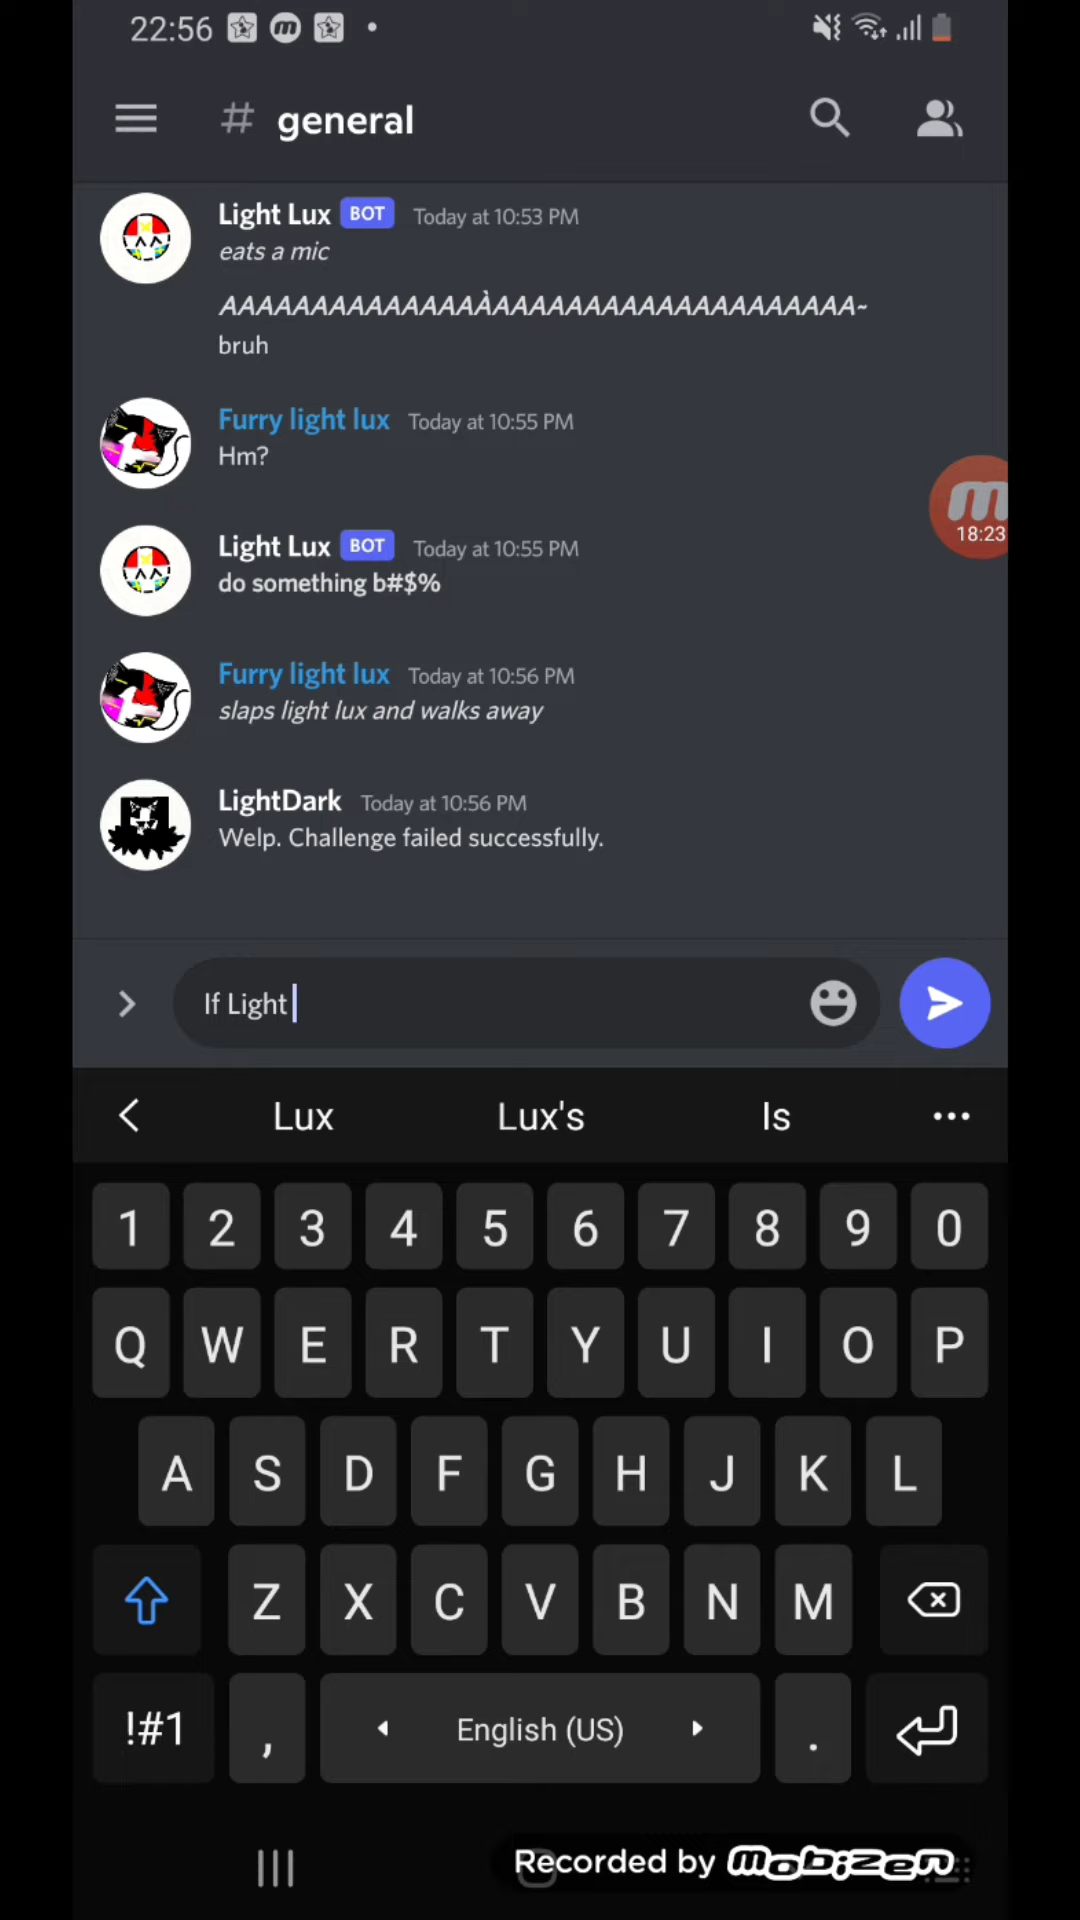 22:56
# general
Light Lux BOT Today at 10:53 PM
eats a mic
AAAAAAAAAAAAAAÀAAAAAAAAAAAAAAAAAAAA~
bruh
Furry light lux Today at 10:55 PM
Hm?
18:23
Light Lux BOT Today at 10:55 PM
do something b#$%
Furry light lux Today at 10:56 PM
slaps light lux and walks away
LightDark Today at 10:56 PM
Welp. Challenge failed successfully.
If Light
Lux Lux's Is
1 2 3 4 5 6 7 8 9 0
Q W E R T Y U I O P
A S D F G H J K L
Z X C V B N M
!#1 , English (US) .
Recorded by mobizen